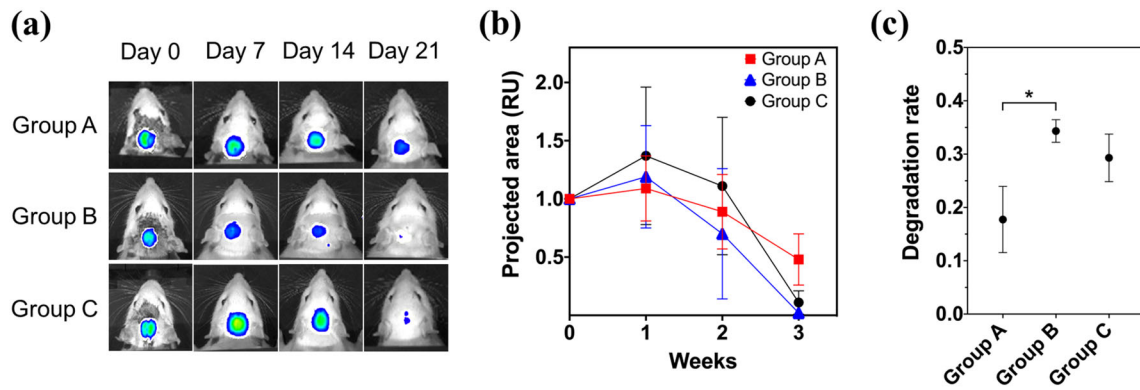 (a)
Day 0 Day 7 Day 14 Day 21
Group A
Group B
Group C
(b)
Projected area (RU)
2.0
1.5
1.0
0.5
0 1 2 3
Weeks
Group A
Group B
Group C
(c)
Degradation rate
0.5
0.4
0.3
0.2
0.1
0.0
*
Group A
Group B
Group C